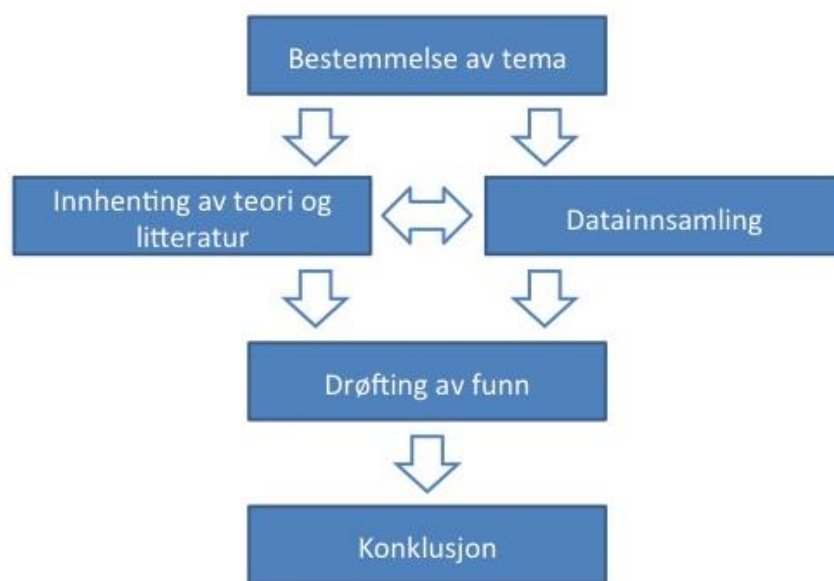 Bestemmelse av tema
Innhenting av teori og
litteratur
Datainnsamling
Drøfting av funn
Konklusjon